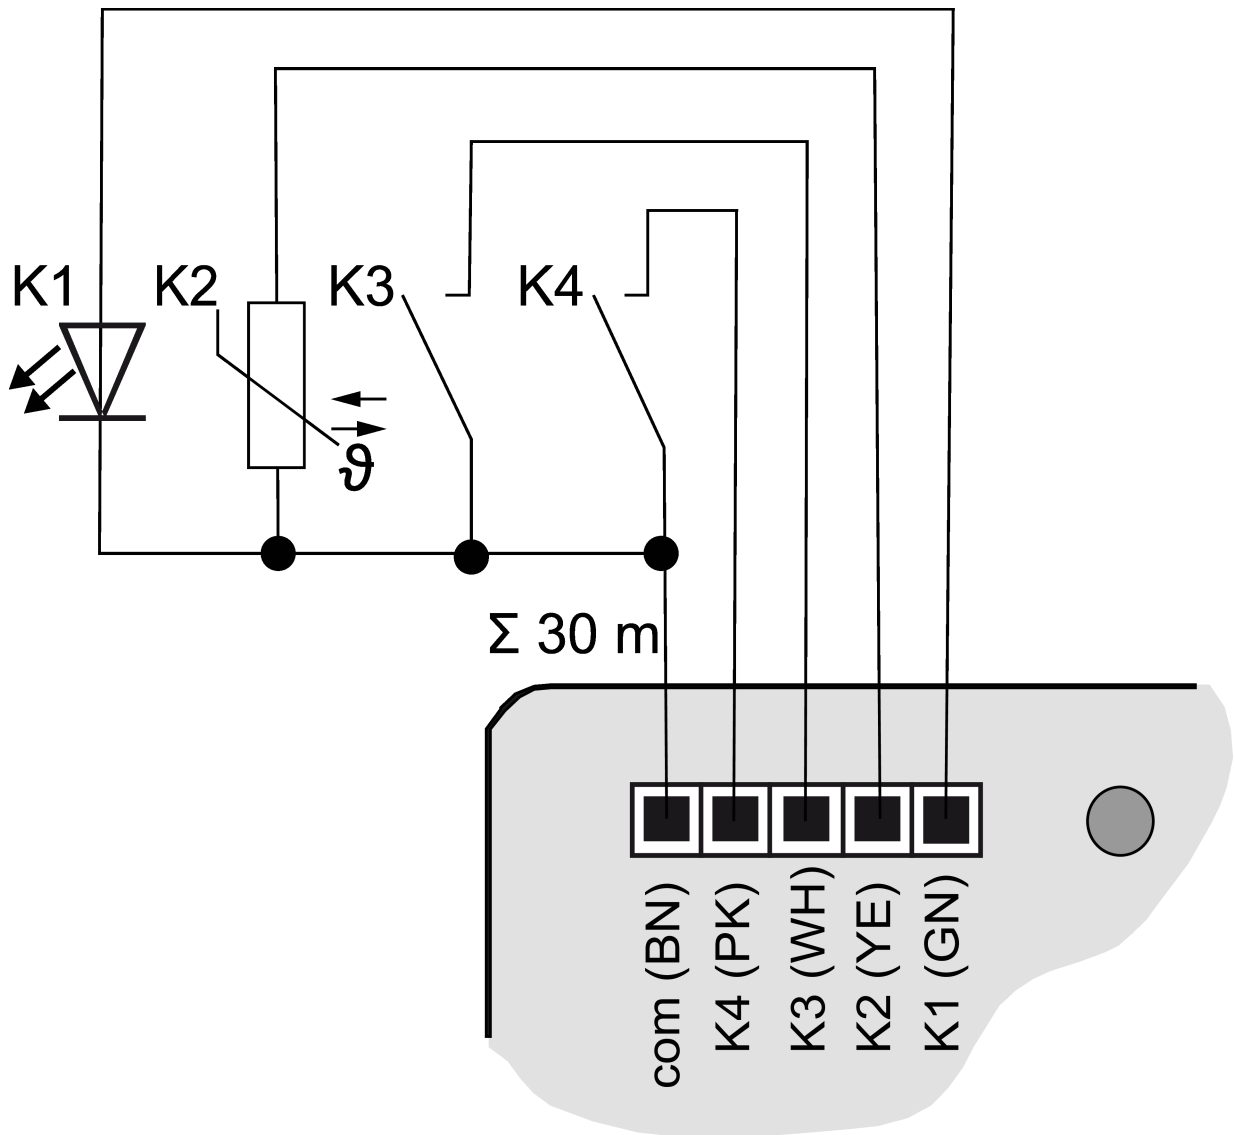 K1 K2 K3 K4
ϑ
Σ 30 m
com (BN)
K4 (PK)
K3 (WH)
K2 (YE)
K1 (GN)